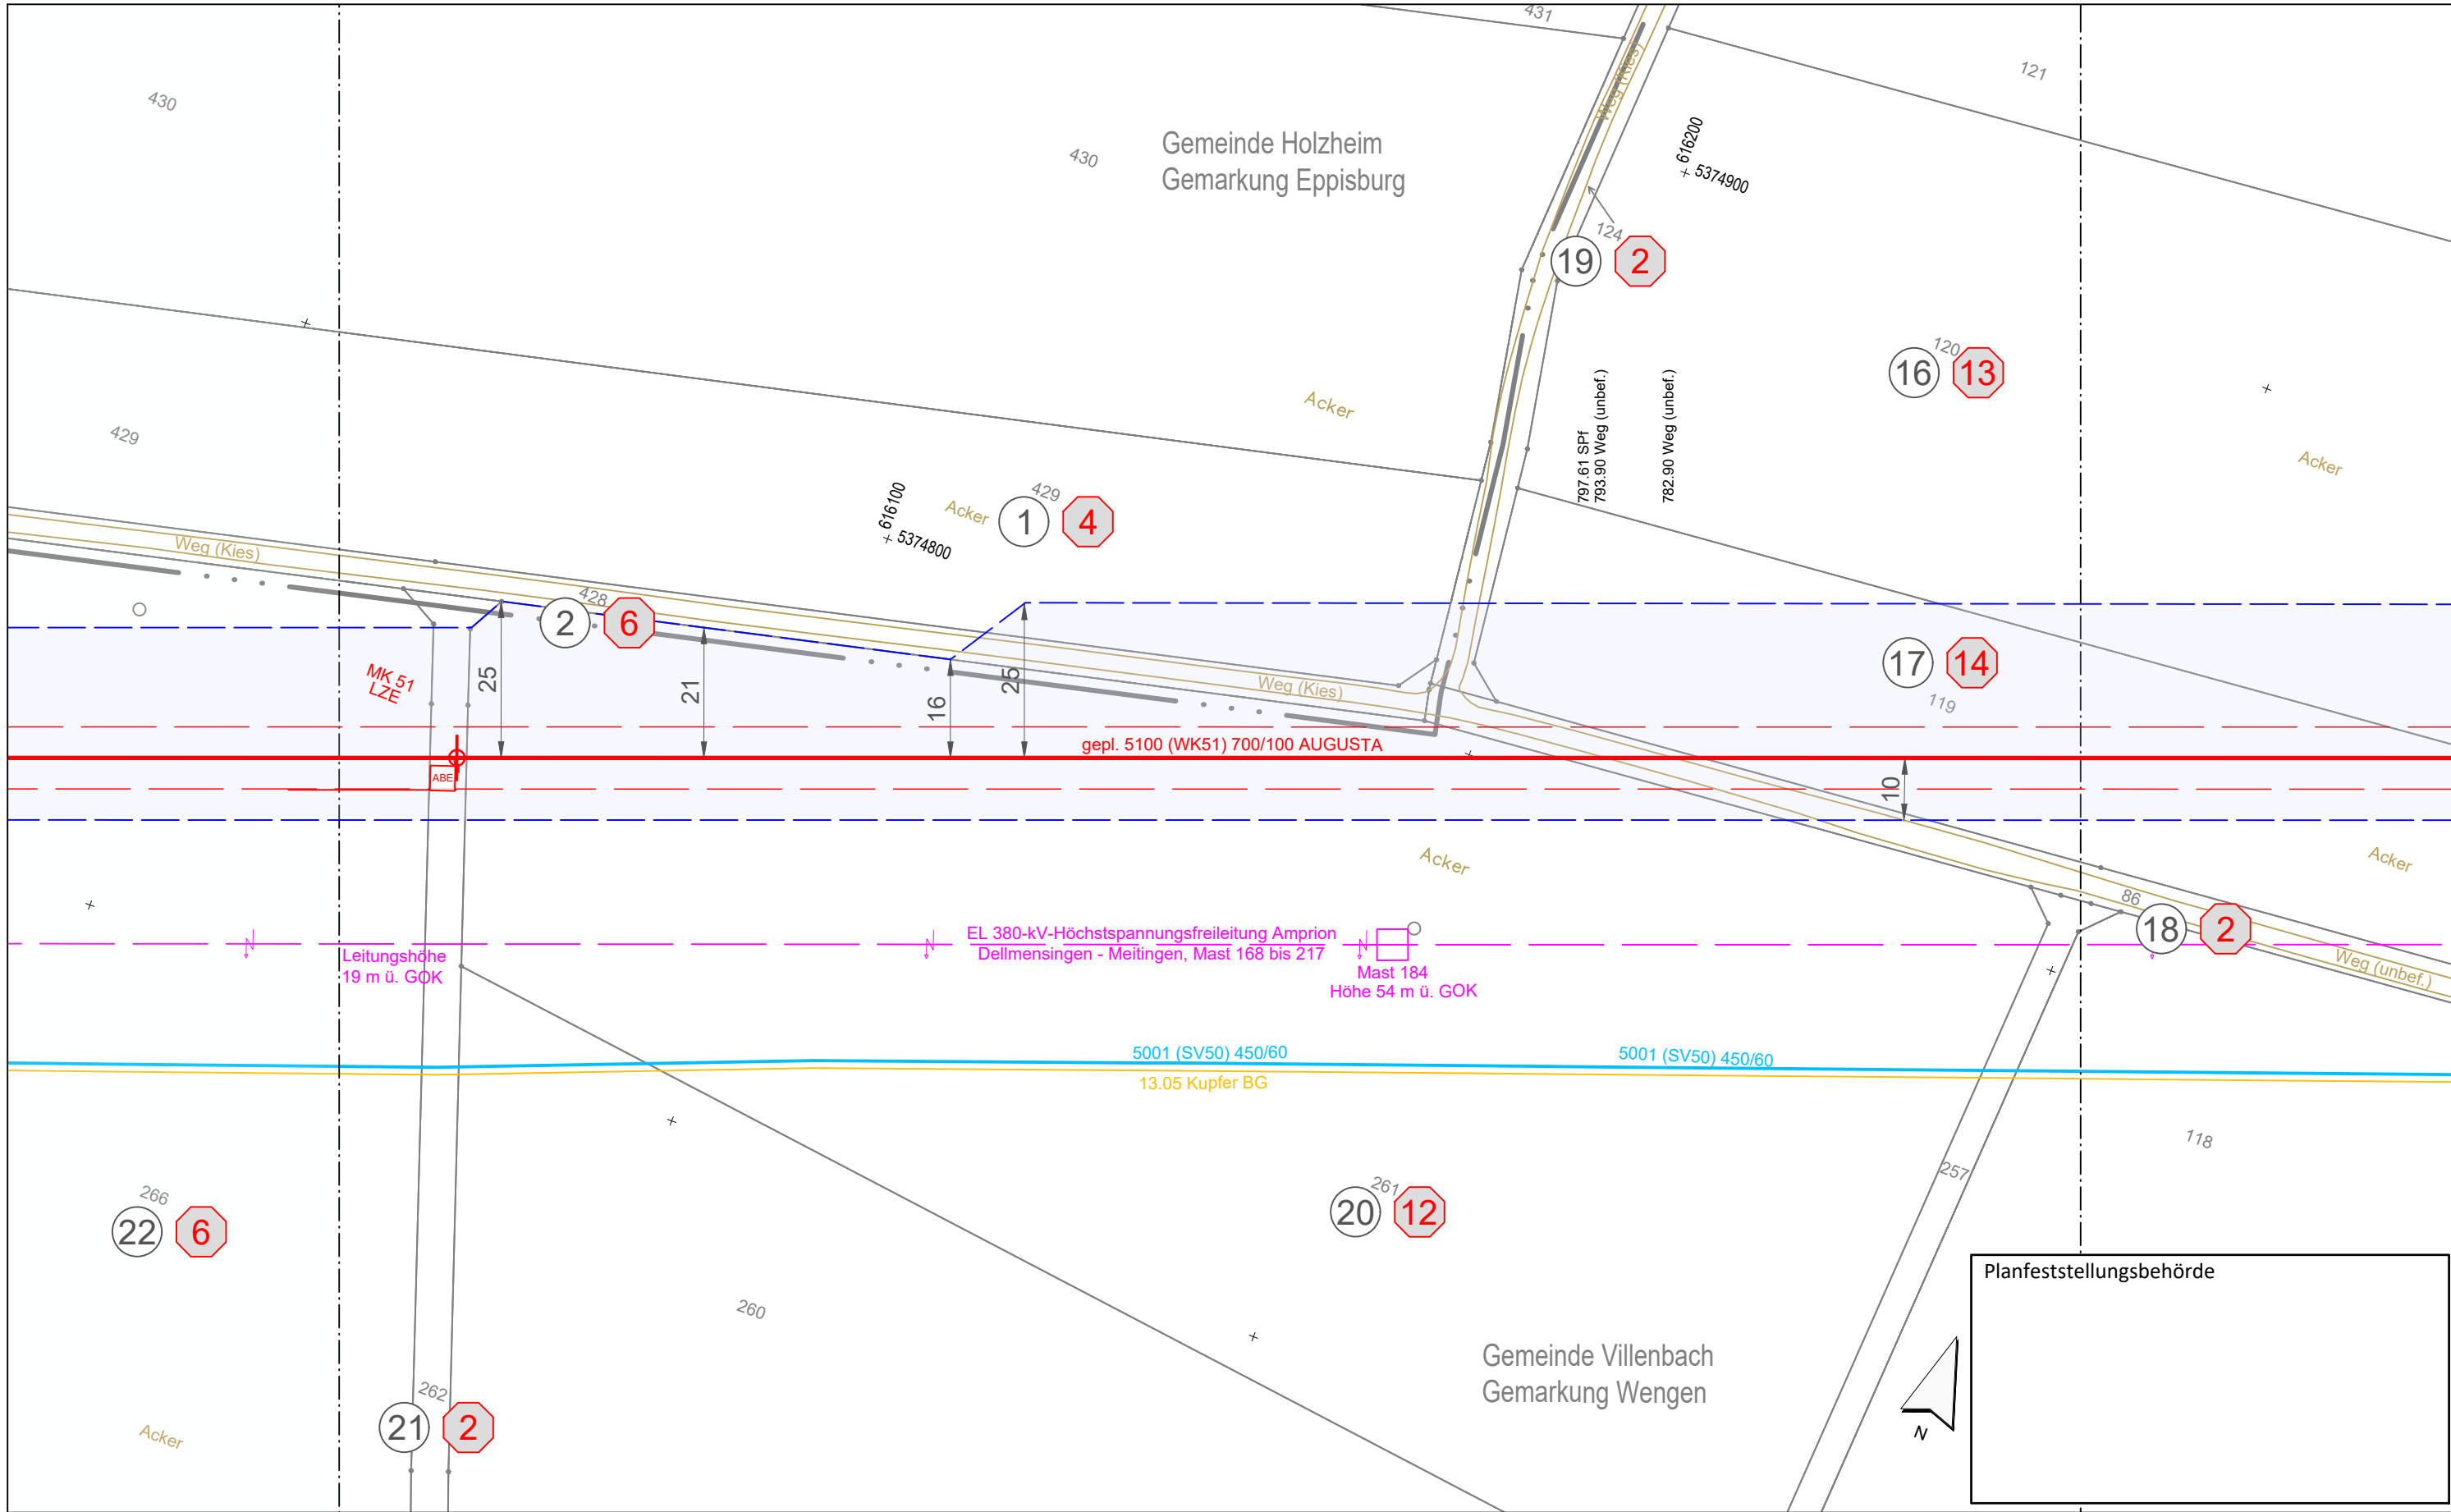 431
430
121
Weg (Kies)
Gemeinde Holzheim
Gemarkung Eppisburg
430
616200
5374900
124
19
2
120
16
13
429
Acker
797.61 SPf
793.90 Weg (unbef.)
782.90 Weg (unbef.)
Acker
616100
5374800
429
Acker
1
4
Weg (Kies)
428
2
6
25
21
16
25
MK 51
LZE
Weg (Kies)
17
14
119
gepl. 5100 (WK51) 700/100 AUGUSTA
ABE
10
Acker
Acker
86
18
2
EL 380-kV-Höchstspannungsfreileitung Amprion
Dellmensingen - Meitingen, Mast 168 bis 217
Leitungshöhe
19 m ü. GOK
Mast 184
Höhe 54 m ü. GOK
Weg (unbef.)
5001 (SV50) 450/60
5001 (SV50) 450/60
13.05 Kupfer BG
118
257
266
22
6
261
20
12
260
Planfeststellungsbehörde
Gemeinde Villenbach
Gemarkung Wengen
262
21
2
Acker
N